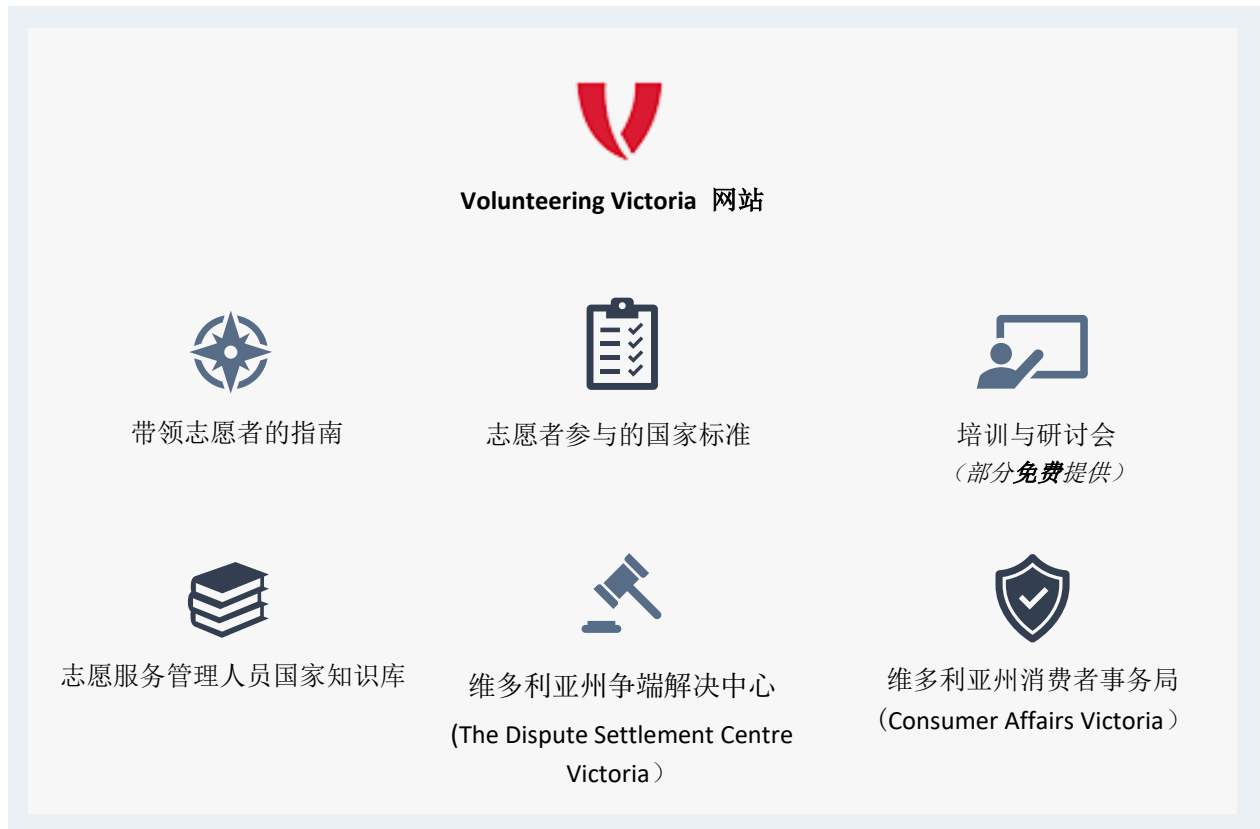 Volunteering Victoria 网站
带领志愿者的指南
志愿者参与的国家标准
培训与研讨会
（部分免费提供）
志愿服务管理人员国家知识库
维多利亚州争端解决中心
(The Dispute Settlement Centre
Victoria）
维多利亚州消费者事务局
（Consumer Affairs Victoria）